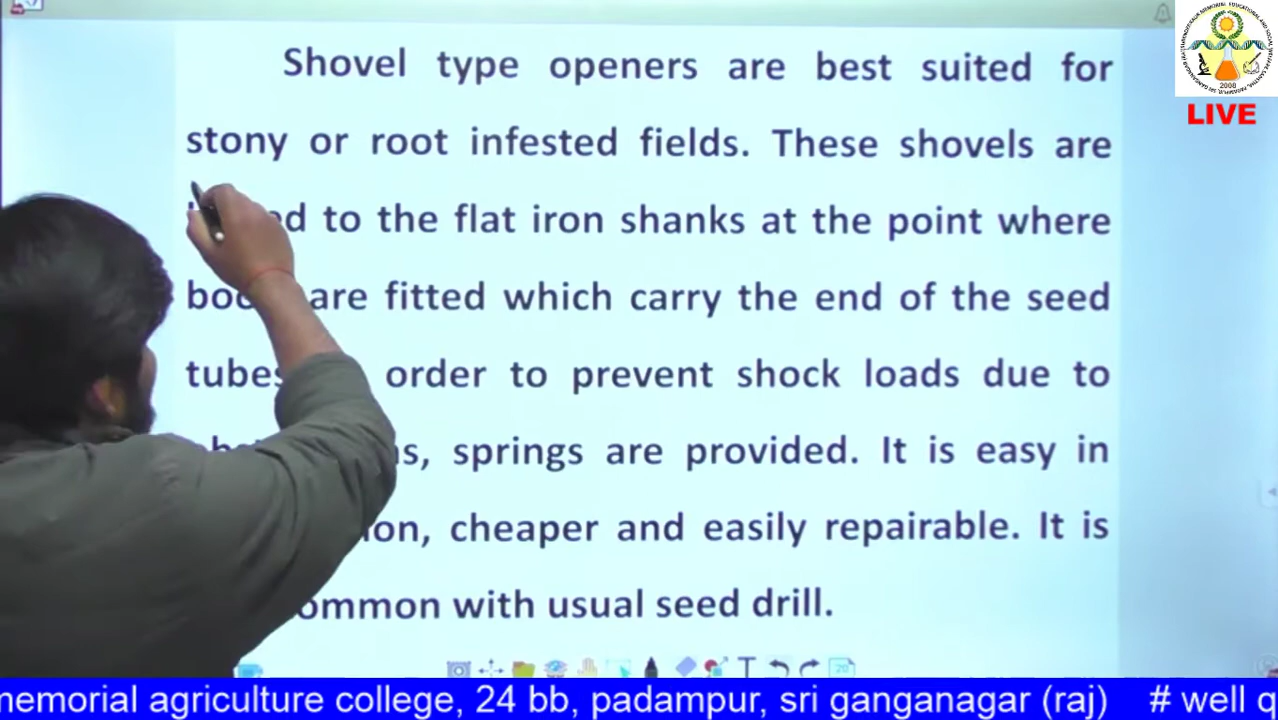 Shovel type openers are best suited for
stony or root infested fields. These shovels are
to the flat iron shanks at the point where
are fitted which carry the end of the seed
tubes order to prevent shock loads due to
springs are provided. It is easy in
cheaper and easily repairable. It is
with usual seed drill.
2008
LIVE
20
memorial agriculture college, 24 bb, padampur, sri ganganagar (raj) # well q